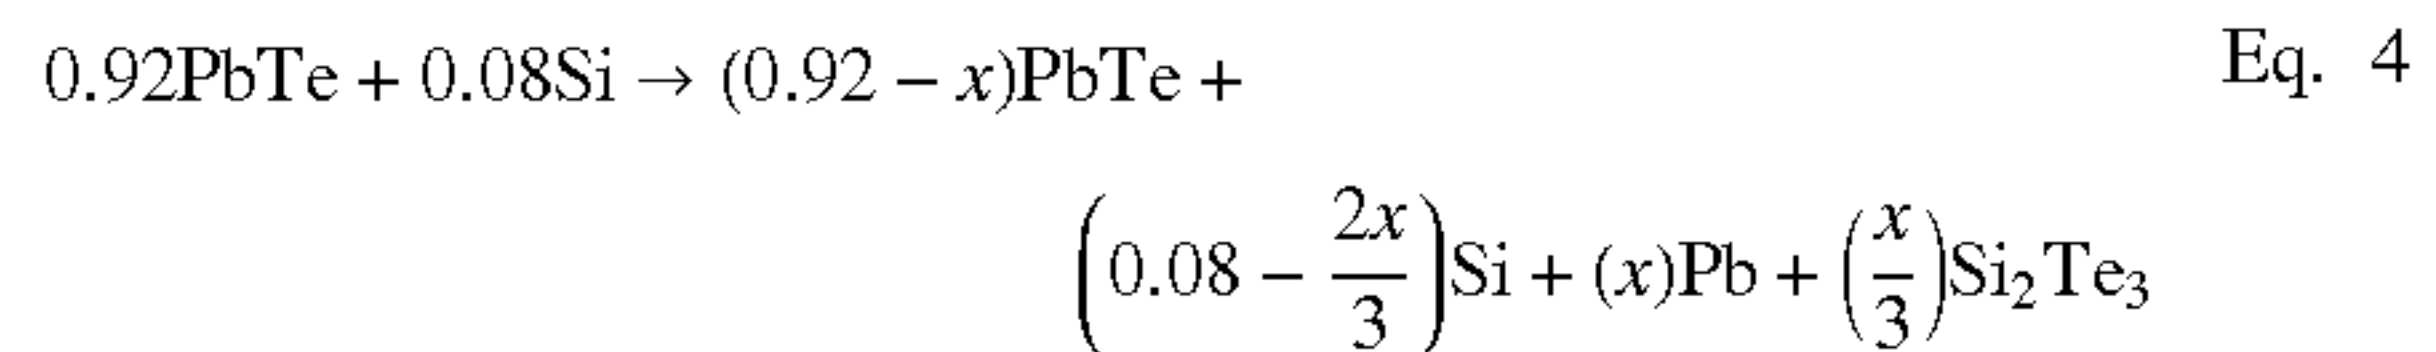 0.92PbTe + 0.08Si → (0.92 − x)PbTe + Eq. 4
(0.08 − 2x/3)Si + (x)Pb + (x/3)Si₂Te₃